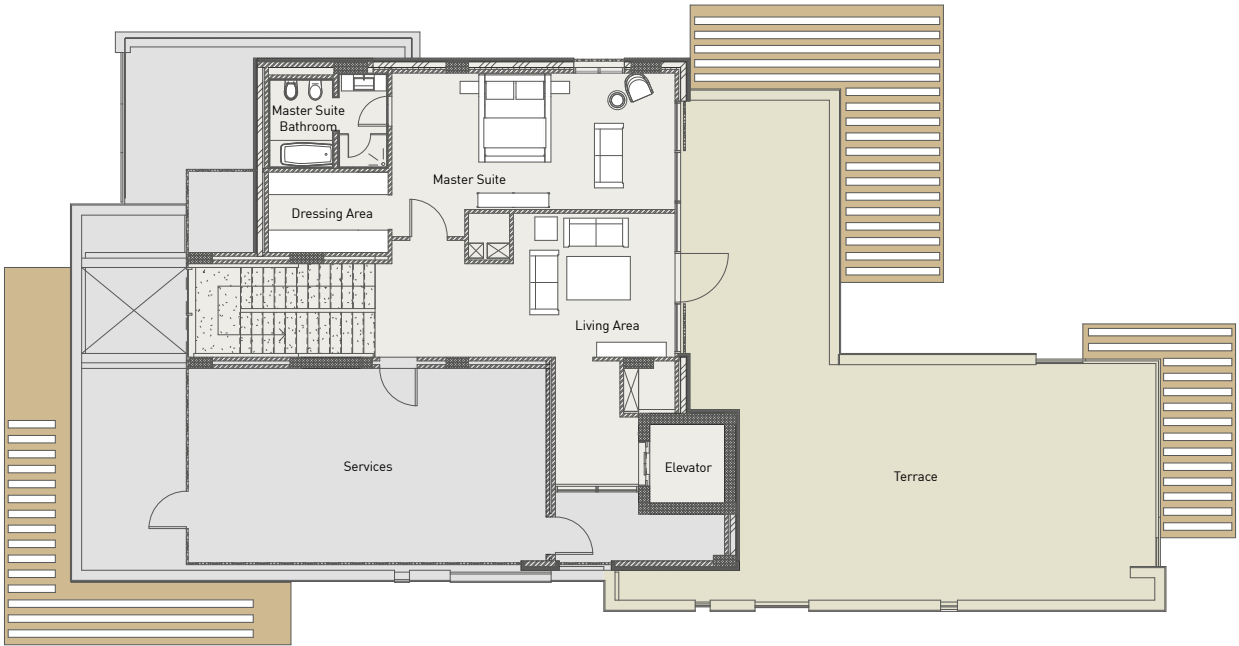 Master Suite
Bathroom
Master Suite
Dressing Area
Living Area
Services
Elevator
Terrace